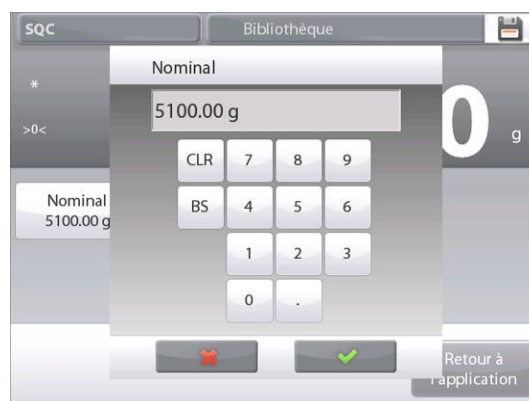 SQC
Bibliothèque
Nominal
*
5100.00 g
>0<
0
g
CLR 7 8 9
Nominal
5100.00 g
BS 4 5 6
1 2 3
0 .
Retour à
l'application